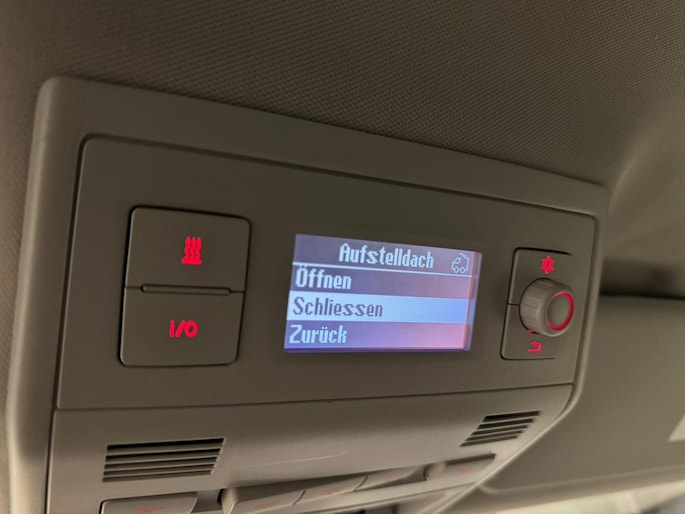 Aufstelldach
Öffnen
Schliessen
Zurück
I/O